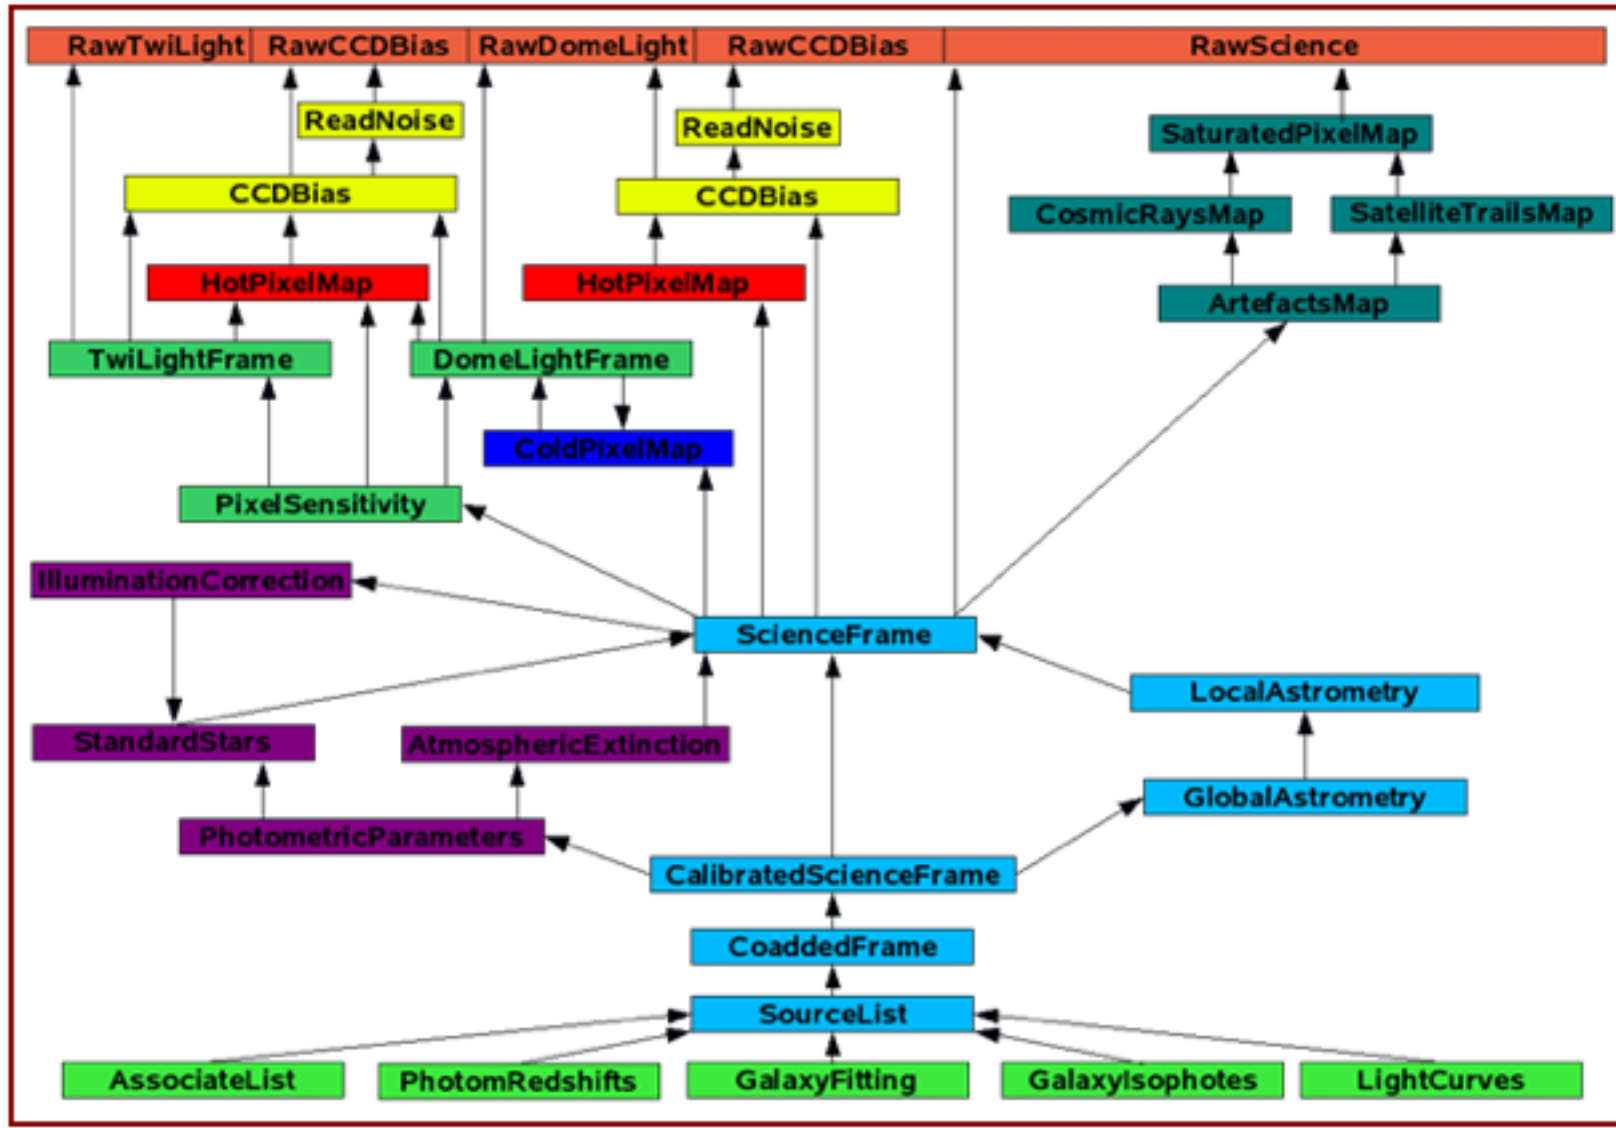 RawTwiLight RawCCDBias RawDomeLight RawCCDBias RawScience
ReadNoise ReadNoise SaturatedPixelMap
CCDBias CCDBias CosmicRaysMap SatelliteTrailsMap
HotPixelMap HotPixelMap ArtefactsMap
TwiLightFrame DomeLightFrame
ColdPixelMap
PixelSensitivity
IlluminationCorrection
ScienceFrame
LocalAstrometry
StandardStars AtmosphericExtinction
GlobalAstrometry
PhotometricParameters
CalibratedScienceFrame
CoaddedFrame
SourceList
AssociateList PhotomRedshifts GalaxyFitting GalaxyIsophotes LightCurves